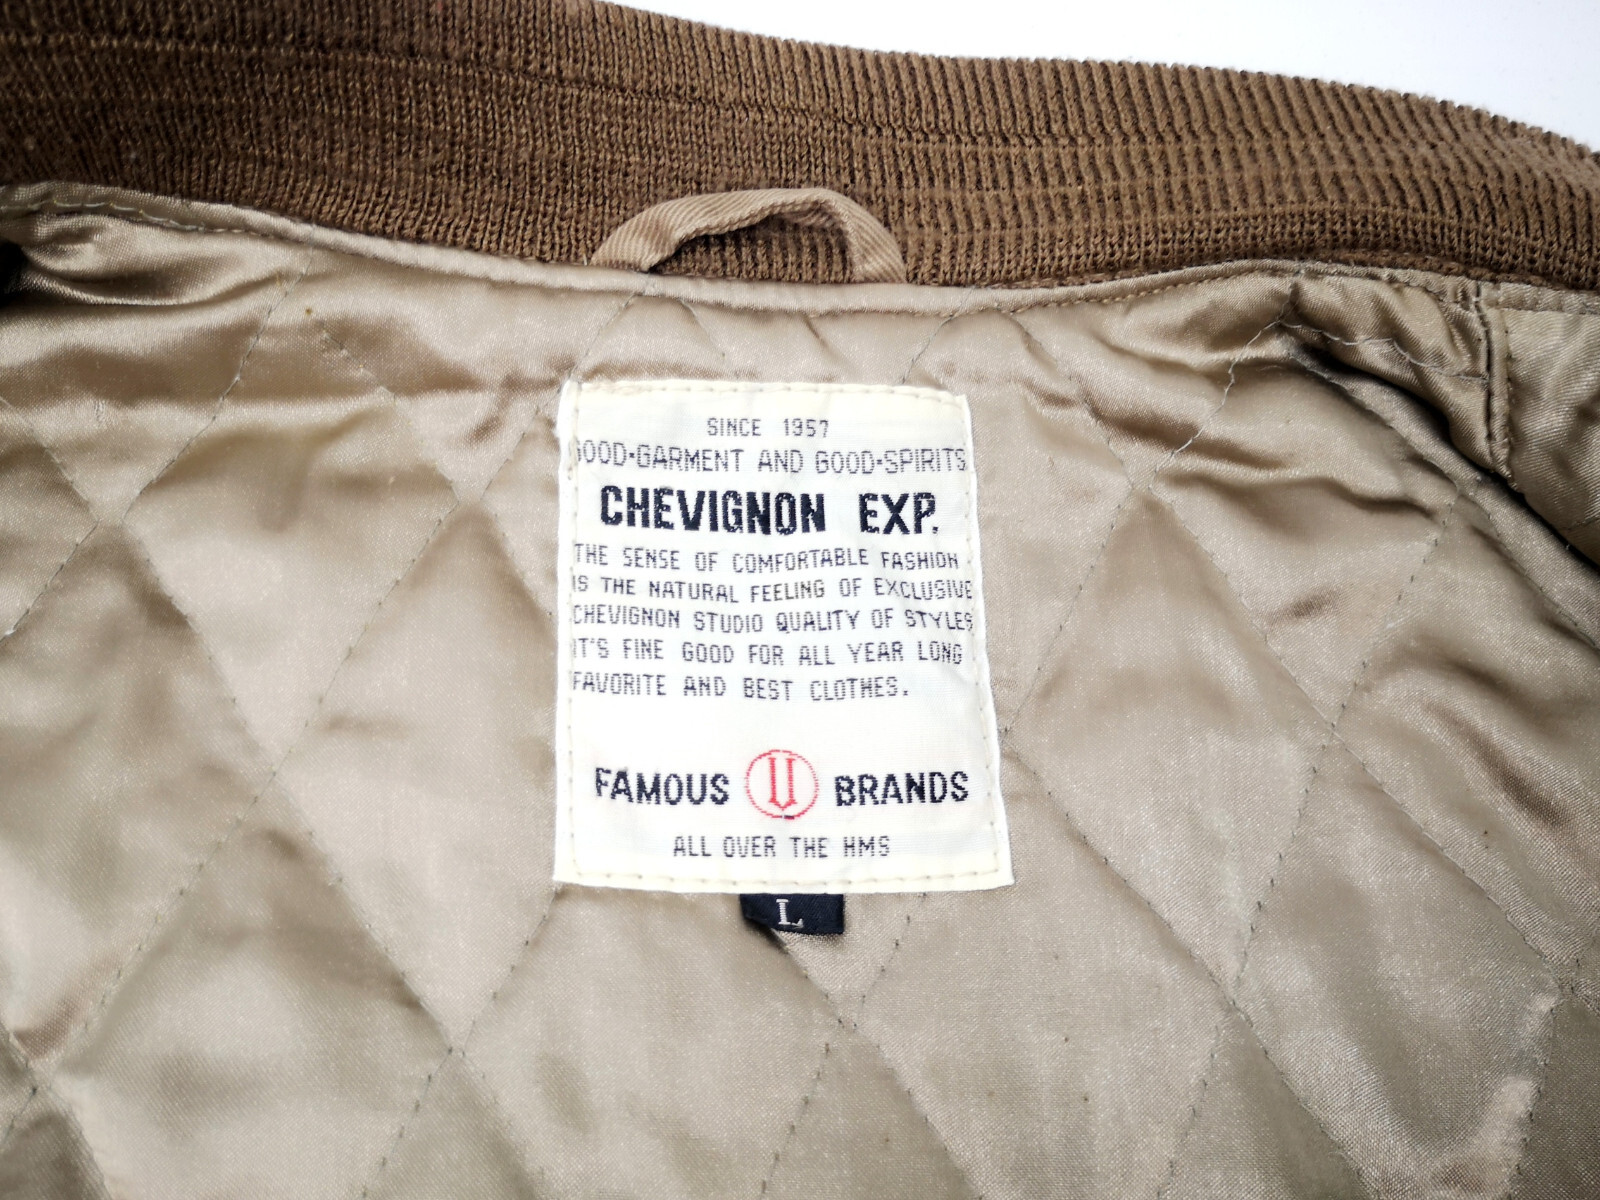 SINCE 1957
GOOD-GARMENT AND GOOD-SPIRITS
CHEVIGNON EXP.
THE SENSE OF COMFORTABLE FASHION
IS THE NATURAL FEELING OF EXCLUSIVE
CHEVIGNON STUDIO QUALITY OF STYLES
IT'S FINE GOOD FOR ALL YEAR LONG
FAVORITE AND BEST CLOTHES.
FAMOUS U BRANDS
ALL OVER THE HMS
L